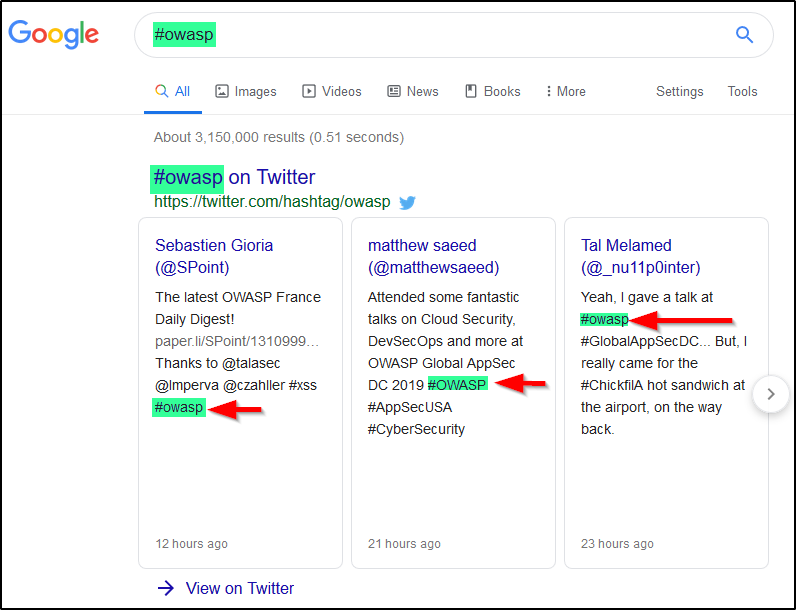 Google
#owasp
All Images Videos News Books More Settings Tools
About 3,150,000 results (0.51 seconds)
#owasp on Twitter
https://twitter.com/hashtag/owasp
Sebastien Gioria
(@SPoint)
The latest OWASP France
Daily Digest!
paper.li/SPoint/1310999...
Thanks to @talasec
@Imperva @czahller #xss
#owasp
12 hours ago
matthew saeed
(@matthewsaeed)
Attended some fantastic
talks on Cloud Security,
DevSecOps and more at
OWASP Global AppSec
DC 2019 #OWASP
#AppSecUSA
#CyberSecurity
21 hours ago
Tal Melamed
(@_nu11p0inter)
Yeah, I gave a talk at
#owasp
#GlobalAppSecDC... But, I
really came for the
#ChickfilA hot sandwich at
the airport, on the way
back.
23 hours ago
View on Twitter